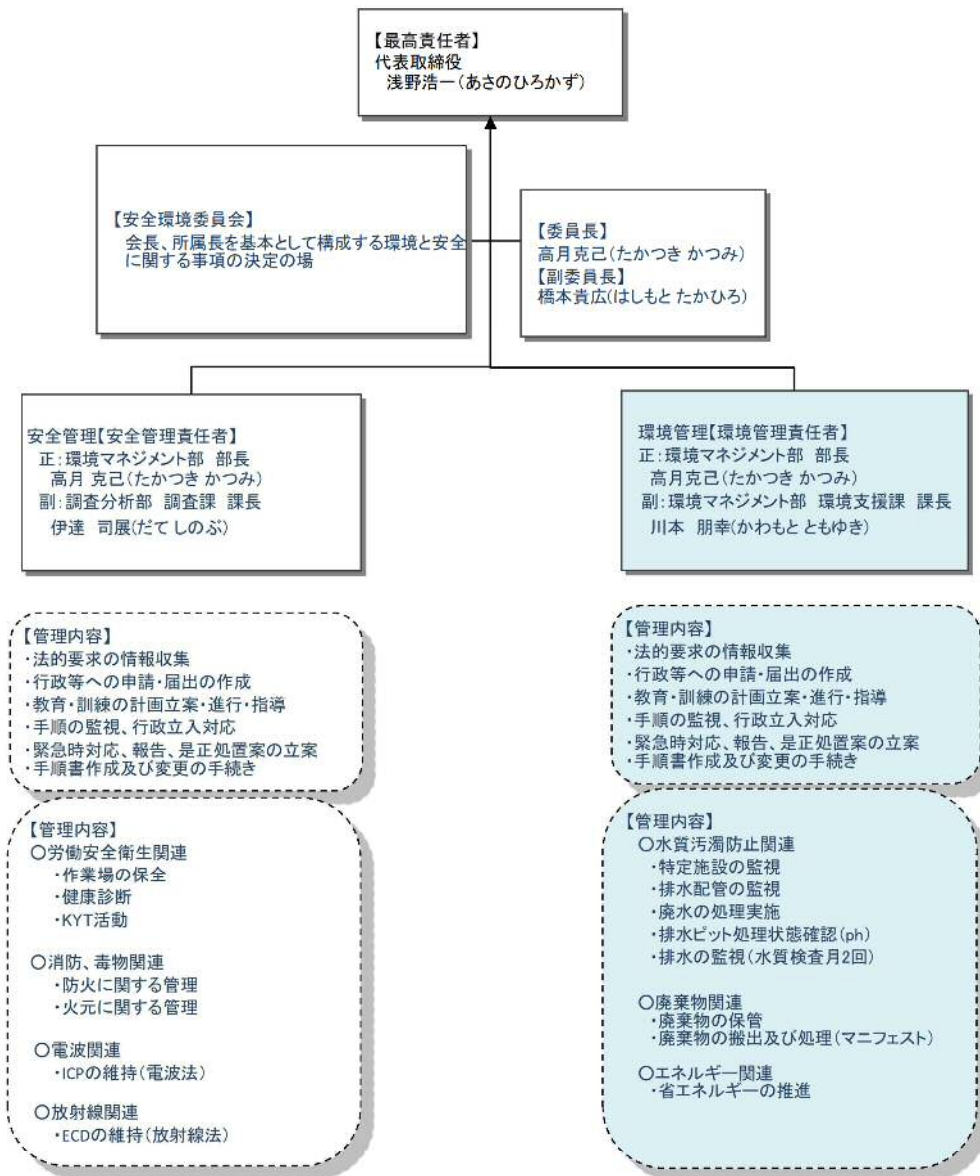 【最高責任者】
代表取締役
浅野浩一(あさのひろかず)
【安全環境委員会】
会長、所属長を基本として構成する環境と安全
に関する事項の決定の場
【委員長】
高月克己(たかつき かつみ)
【副委員長】
橋本貴広(はしもと たかひろ)
安全管理【安全管理責任者】
正:環境マネジメント部 部長
高月 克己(たかつき かつみ)
副:調査分析部 調査課 課長
伊達 司展(だて しのぶ)
環境管理【環境管理責任者】
正:環境マネジメント部 部長
高月克己(たかつき かつみ)
副:環境マネジメント部 環境支援課 課長
川本 朋幸(かわもと ともゆき)
【管理内容】
・法的要求の情報収集
・行政等への申請・届出の作成
・教育・訓練の計画立案・進行・指導
・手順の監視、行政立入対応
・緊急時対応、報告、是正処置案の立案
・手順書作成及び変更の手続き
【管理内容】
・法的要求の情報収集
・行政等への申請・届出の作成
・教育・訓練の計画立案・進行・指導
・手順の監視、行政立入対応
・緊急時対応、報告、是正処置案の立案
・手順書作成及び変更の手続き
【管理内容】
○労働安全衛生関連
・作業場の保全
・健康診断
・KYT活動
○消防、毒物関連
・防火に関する管理
・火元に関する管理
○電波関連
・ICPの維持(電波法)
○放射線関連
・ECDの維持(放射線法)
【管理内容】
○水質汚濁防止関連
・特定施設の監視
・排水配管の監視
・廃水の処理実施
・排水ピット処理状態確認(ph)
・排水の監視(水質検査月2回)
○廃棄物関連
・廃棄物の保管
・廃棄物の搬出及び処理(マニフェスト)
○エネルギー関連
・省エネルギーの推進